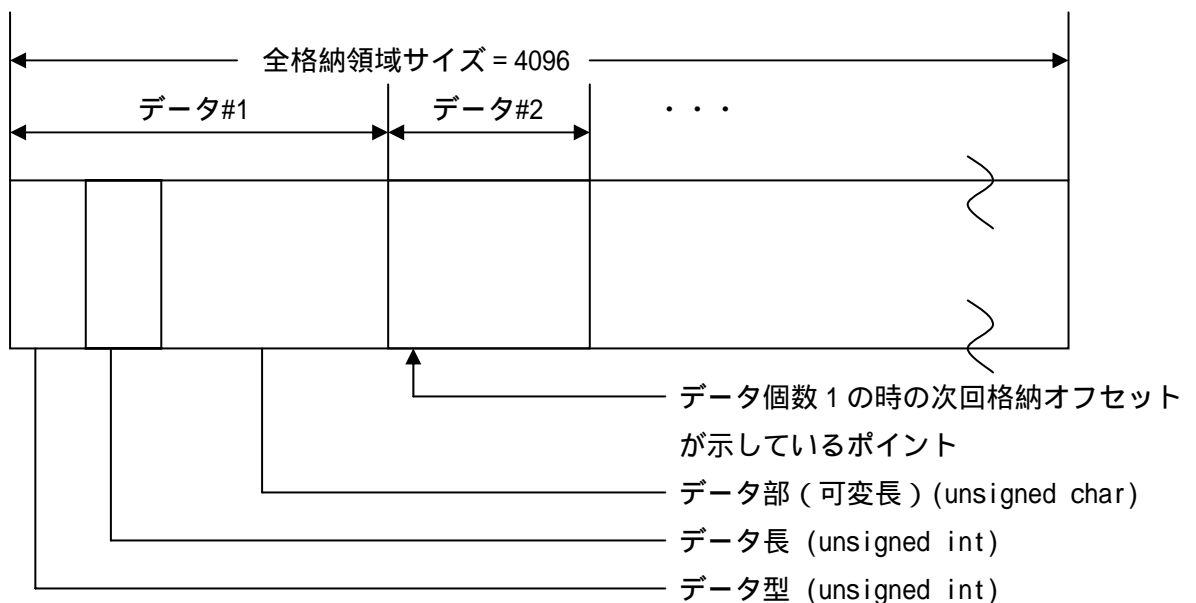 全格納領域サイズ = 4096
データ#1
データ#2
・・・
データ個数 1 の時の次回格納オフセット
が示しているポイント
データ部 ( 可変長 ) (unsigned char)
データ長 (unsigned int)
データ型 (unsigned int)